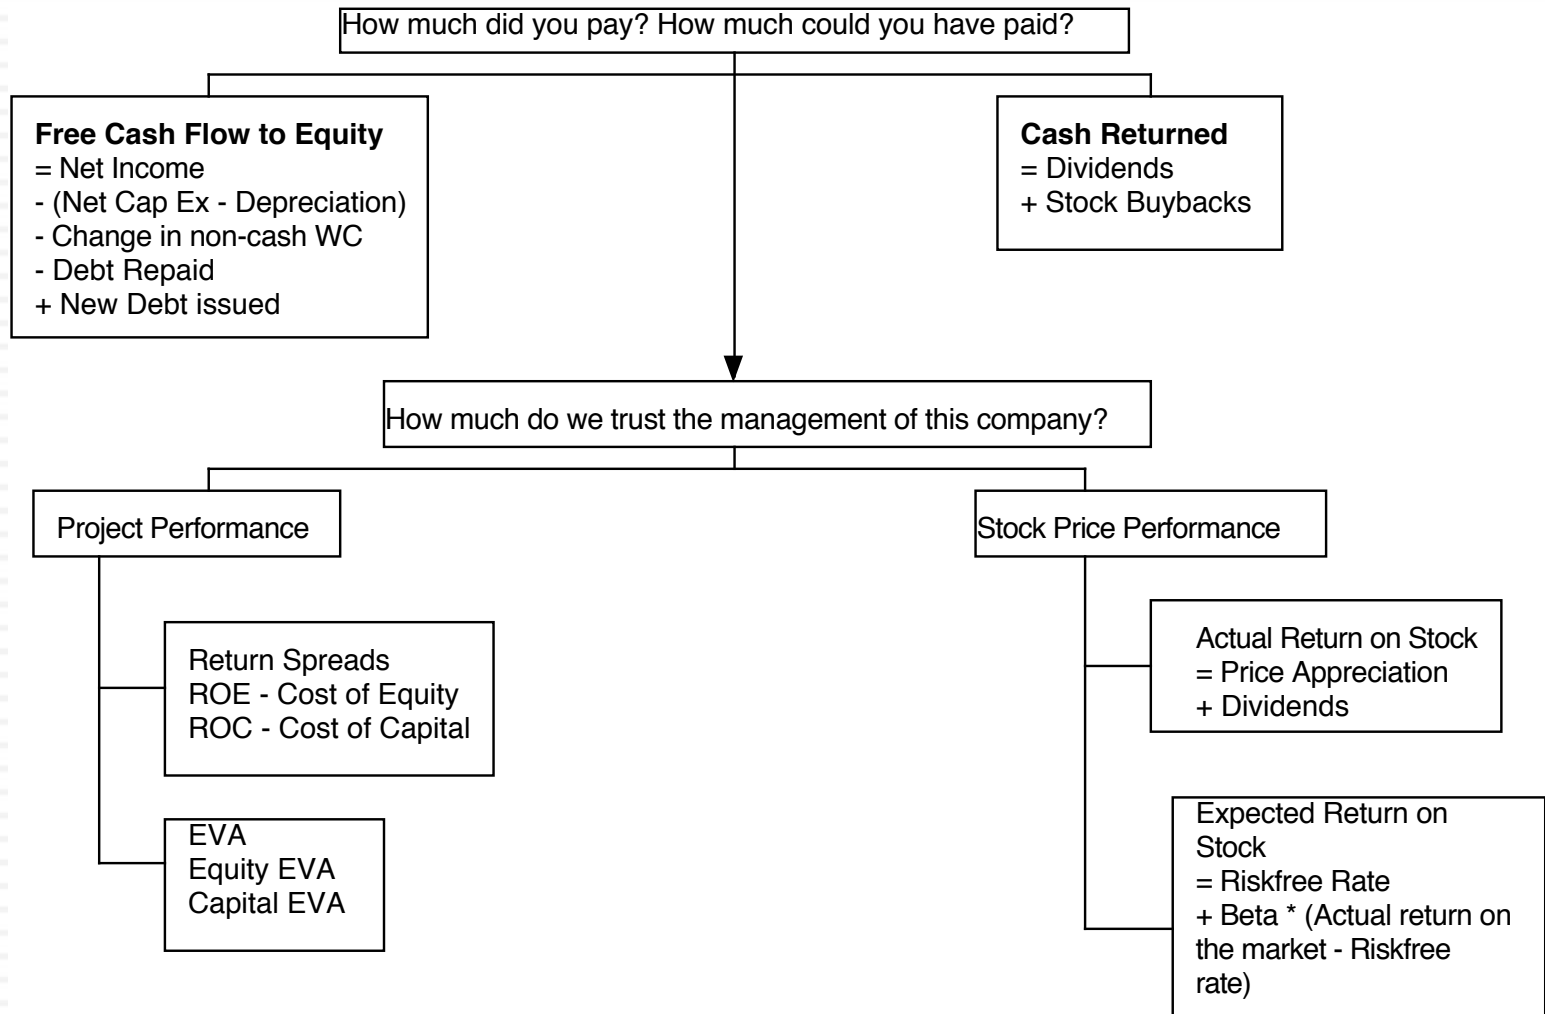 How much did you pay? How much could you have paid?
Free Cash Flow to Equity
= Net Income
- (Net Cap Ex - Depreciation)
- Change in non-cash WC
- Debt Repaid
+ New Debt issued
Cash Returned
= Dividends
+ Stock Buybacks
How much do we trust the management of this company?
Project Performance
Return Spreads
ROE - Cost of Equity
ROC - Cost of Capital
EVA
Equity EVA
Capital EVA
Stock Price Performance
Actual Return on Stock
= Price Appreciation
+ Dividends
Expected Return on
Stock
= Riskfree Rate
+ Beta * (Actual return on
the market - Riskfree
rate)